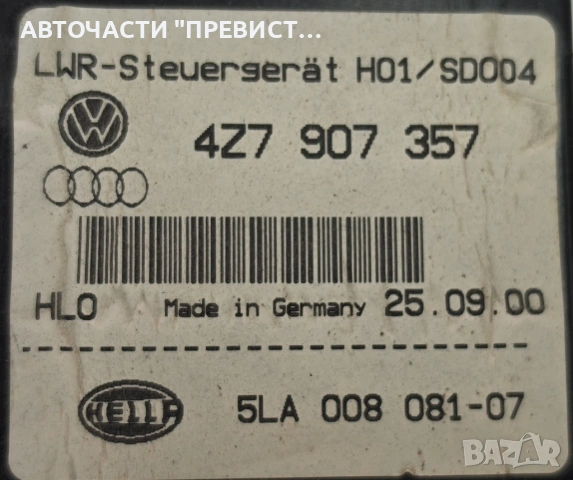 АВТОЧАСТИ "ПРЕВИСТ...
LWR-Steuergerät H01/SD004
4Z7 907 357
HLO Made in Germany 25.09.00
HELLA 5LA 008 081-07
BAZAR